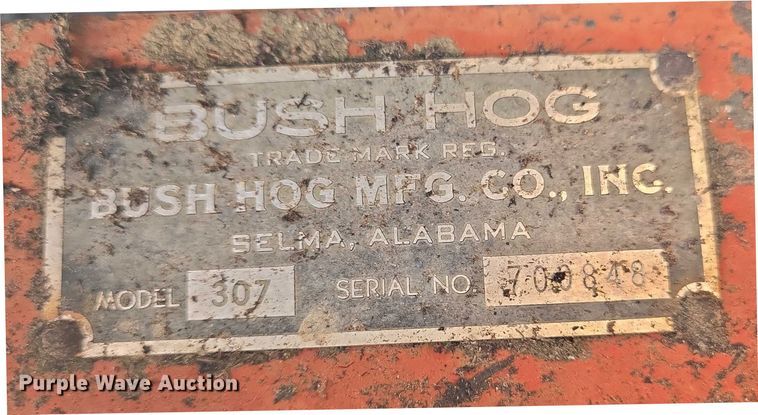 BUSH HOG
TRADE MARK REG.
BUSH HOG MFG. CO., INC.
SELMA, ALABAMA
MODEL 307 SERIAL NO. 700848
Purple Wave Auction